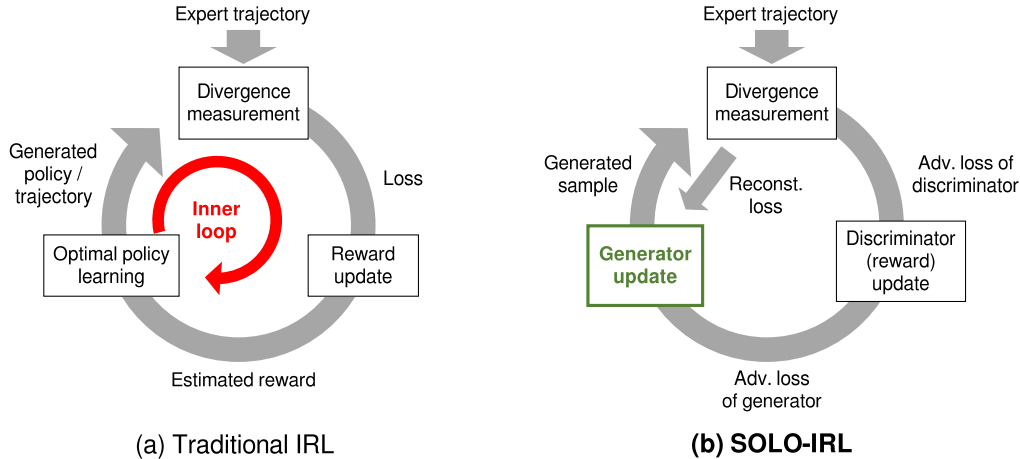 Expert trajectory
Divergence
measurement
Generated
policy /
trajectory
Loss
Inner
loop
Optimal policy
learning
Reward
update
Estimated reward
(a) Traditional IRL
Expert trajectory
Divergence
measurement
Generated
sample
Reconst.
loss
Adv. loss of
discriminator
Generator
update
Discriminator
(reward)
update
Adv. loss
of generator
(b) SOLO-IRL